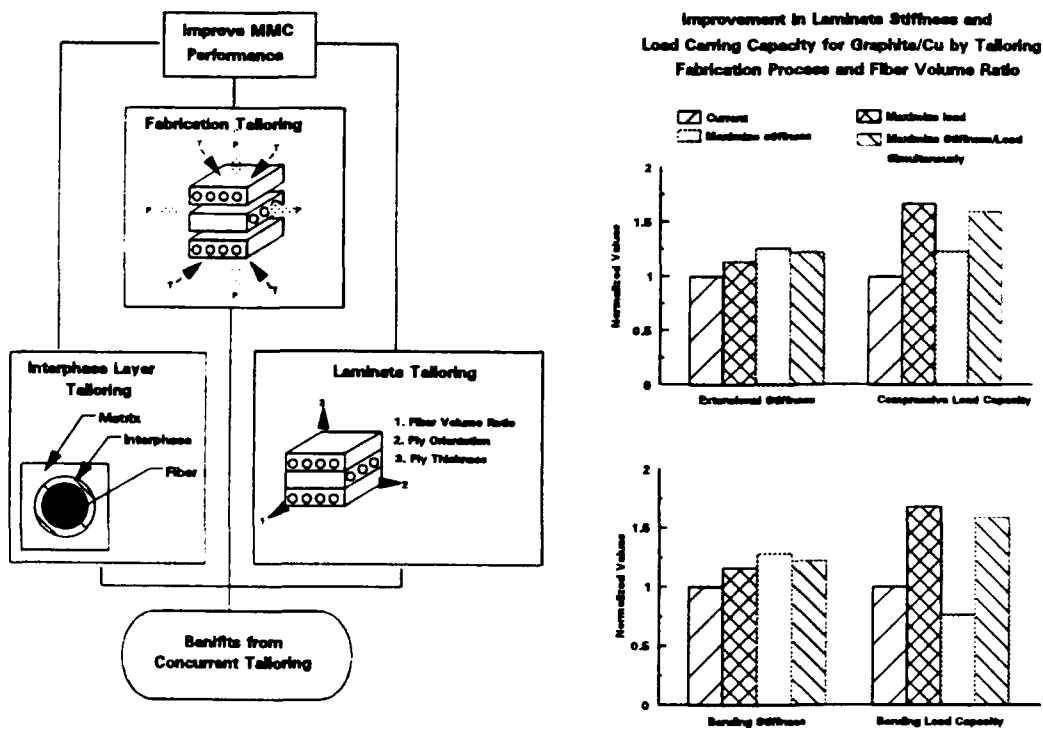 Improve MMC
Performance
Fabrication Tailoring
P
T
T
P
P
T
T
P
Interphase Layer
Tailoring
Matrix
Interphase
Fiber
Laminate Tailoring
3
1. Fiber Volume Ratio
2. Ply Orientation
3. Ply Thickness
2
1
Benifits from
Concurrent Tailoring
Improvement in Laminate Stiffness and
Load Carring Capacity for Graphite/Cu by Tailoring
Fabrication Process and Fiber Volume Ratio
Current
Maximize stiffness
Maximize load
Maximize Stiffness/Load
Simultaneously
Normalized Value
2
1.5
1
0.5
0
Extensional Stiffness
Compressive Load Capacity
Normalized Value
2
1.5
1
0.5
0
Bending Stiffness
Bending Load Capacity